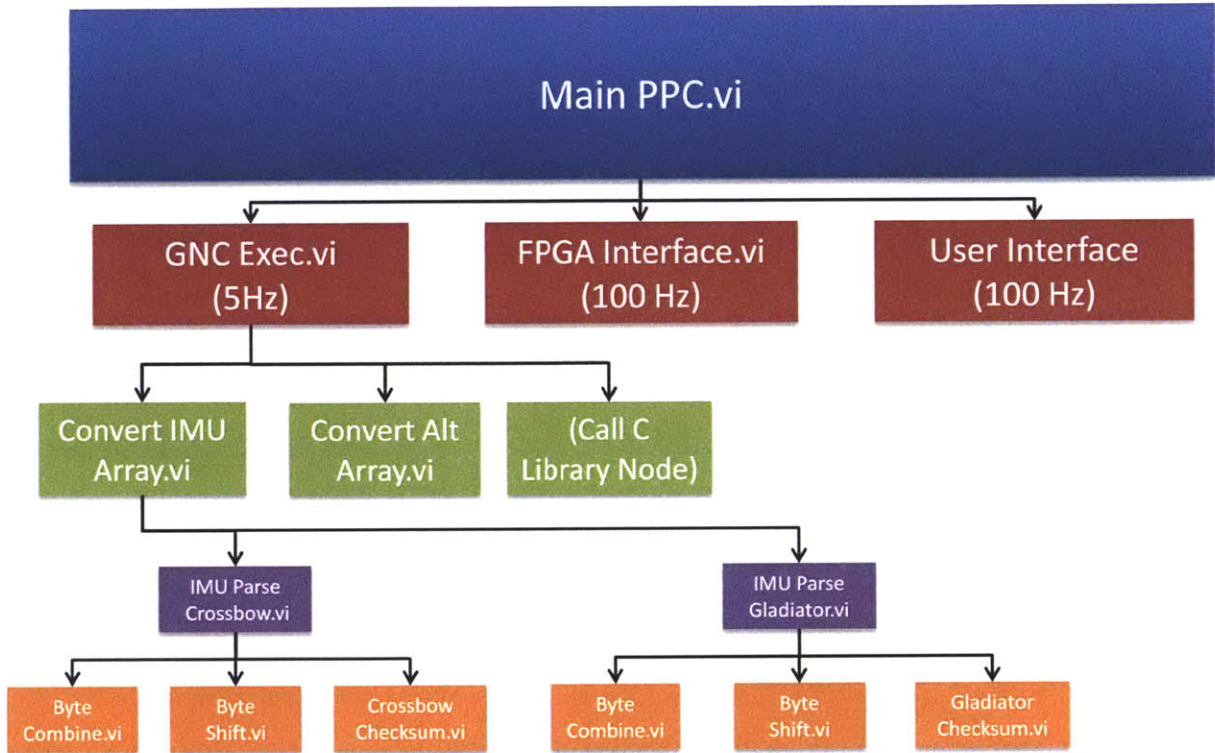 Main PPC.vi
GNC Exec.vi
(5Hz)
FPGA Interface.vi
(100 Hz)
User Interface
(100 Hz)
Convert IMU
Array.vi
Convert Alt
Array.vi
(Call C
Library Node)
IMU Parse
Crossbow.vi
IMU Parse
Gladiator.vi
Byte
Combine.vi
Byte
Shift.vi
Crossbow
Checksum.vi
Byte
Combine.vi
Byte
Shift.vi
Gladiator
Checksum.vi